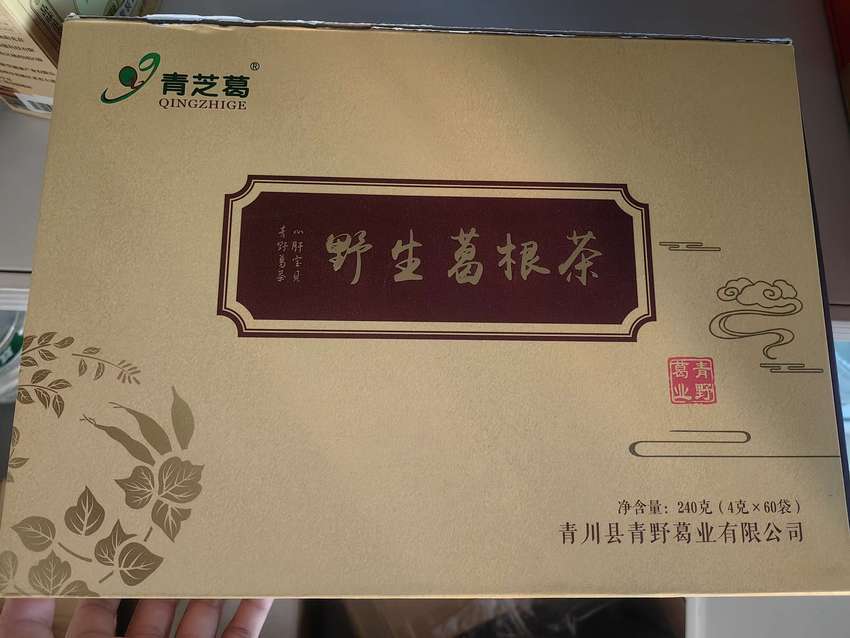 青芝葛®
QINGZHIGE
野生葛根茶
心肝宝贝
青野葛茶
青野
葛业
净含量：240克（4克×60袋）
青川县青野葛业有限公司